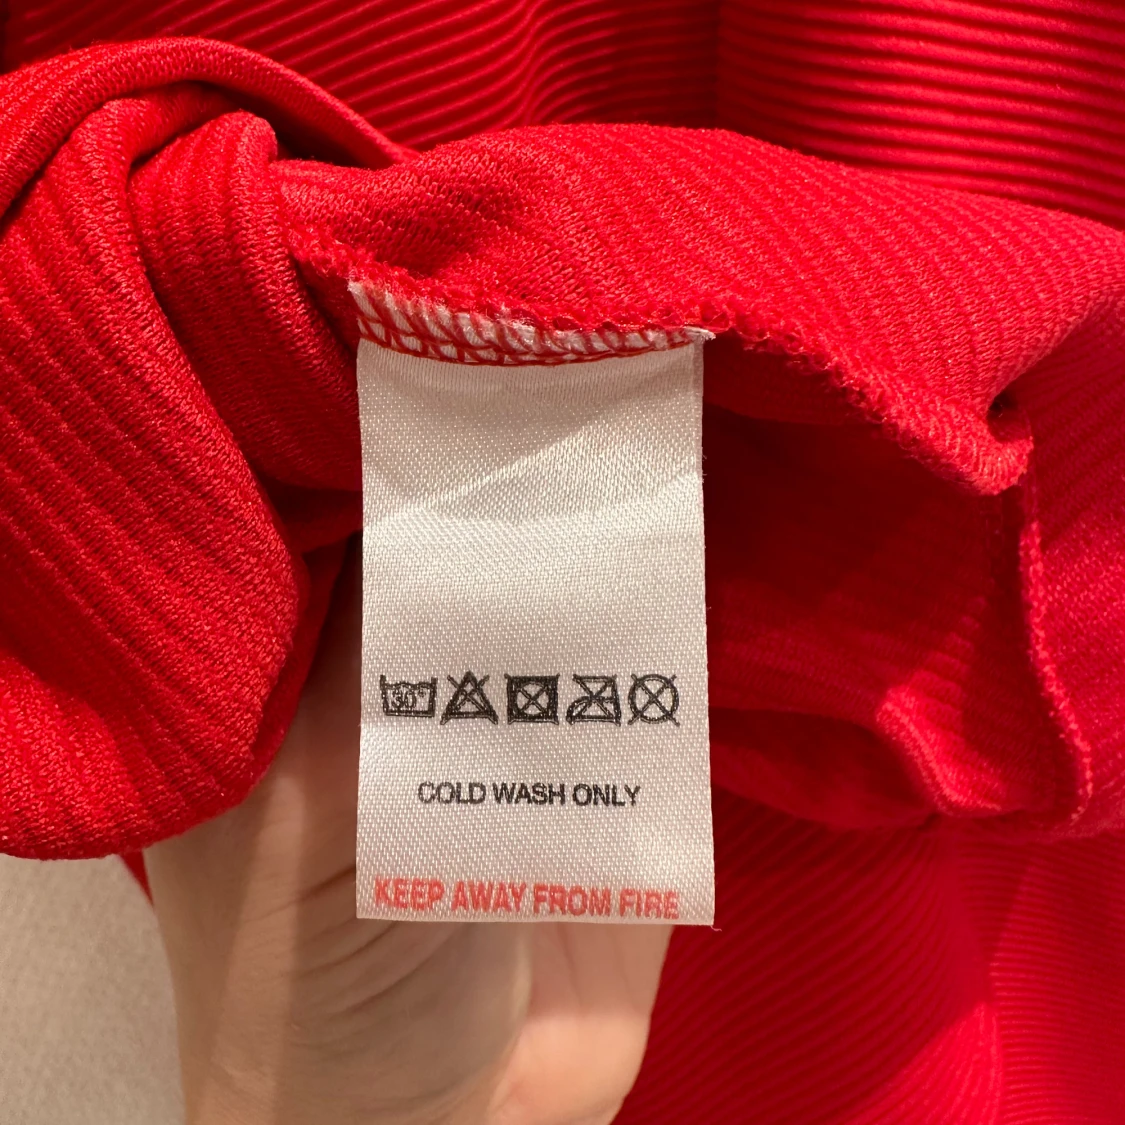 30°
COLD WASH ONLY
KEEP AWAY FROM FIRE